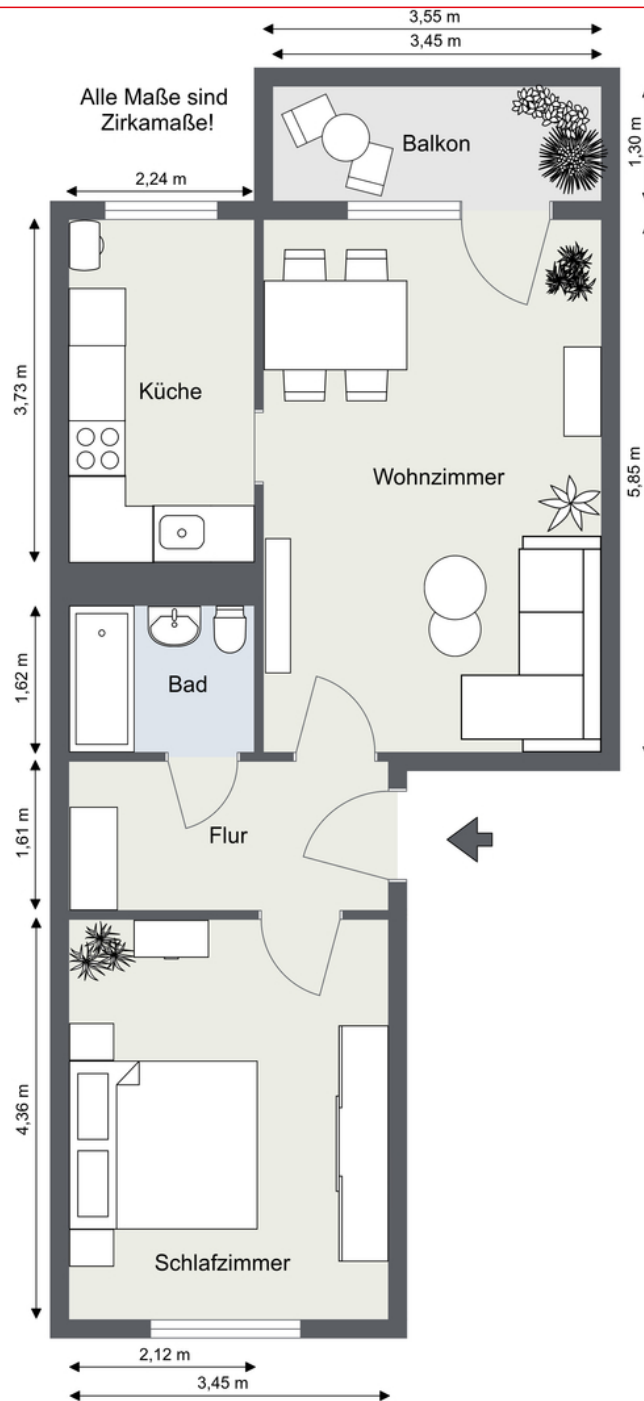 3,55 m
3,45 m
Alle Maße sind
Zirkamaße!
Balkon
1,30 m
2,24 m
3,73 m
Küche
Wohnzimmer
5,85 m
1,62 m
Bad
1,61 m
Flur
4,36 m
Schlafzimmer
2,12 m
3,45 m